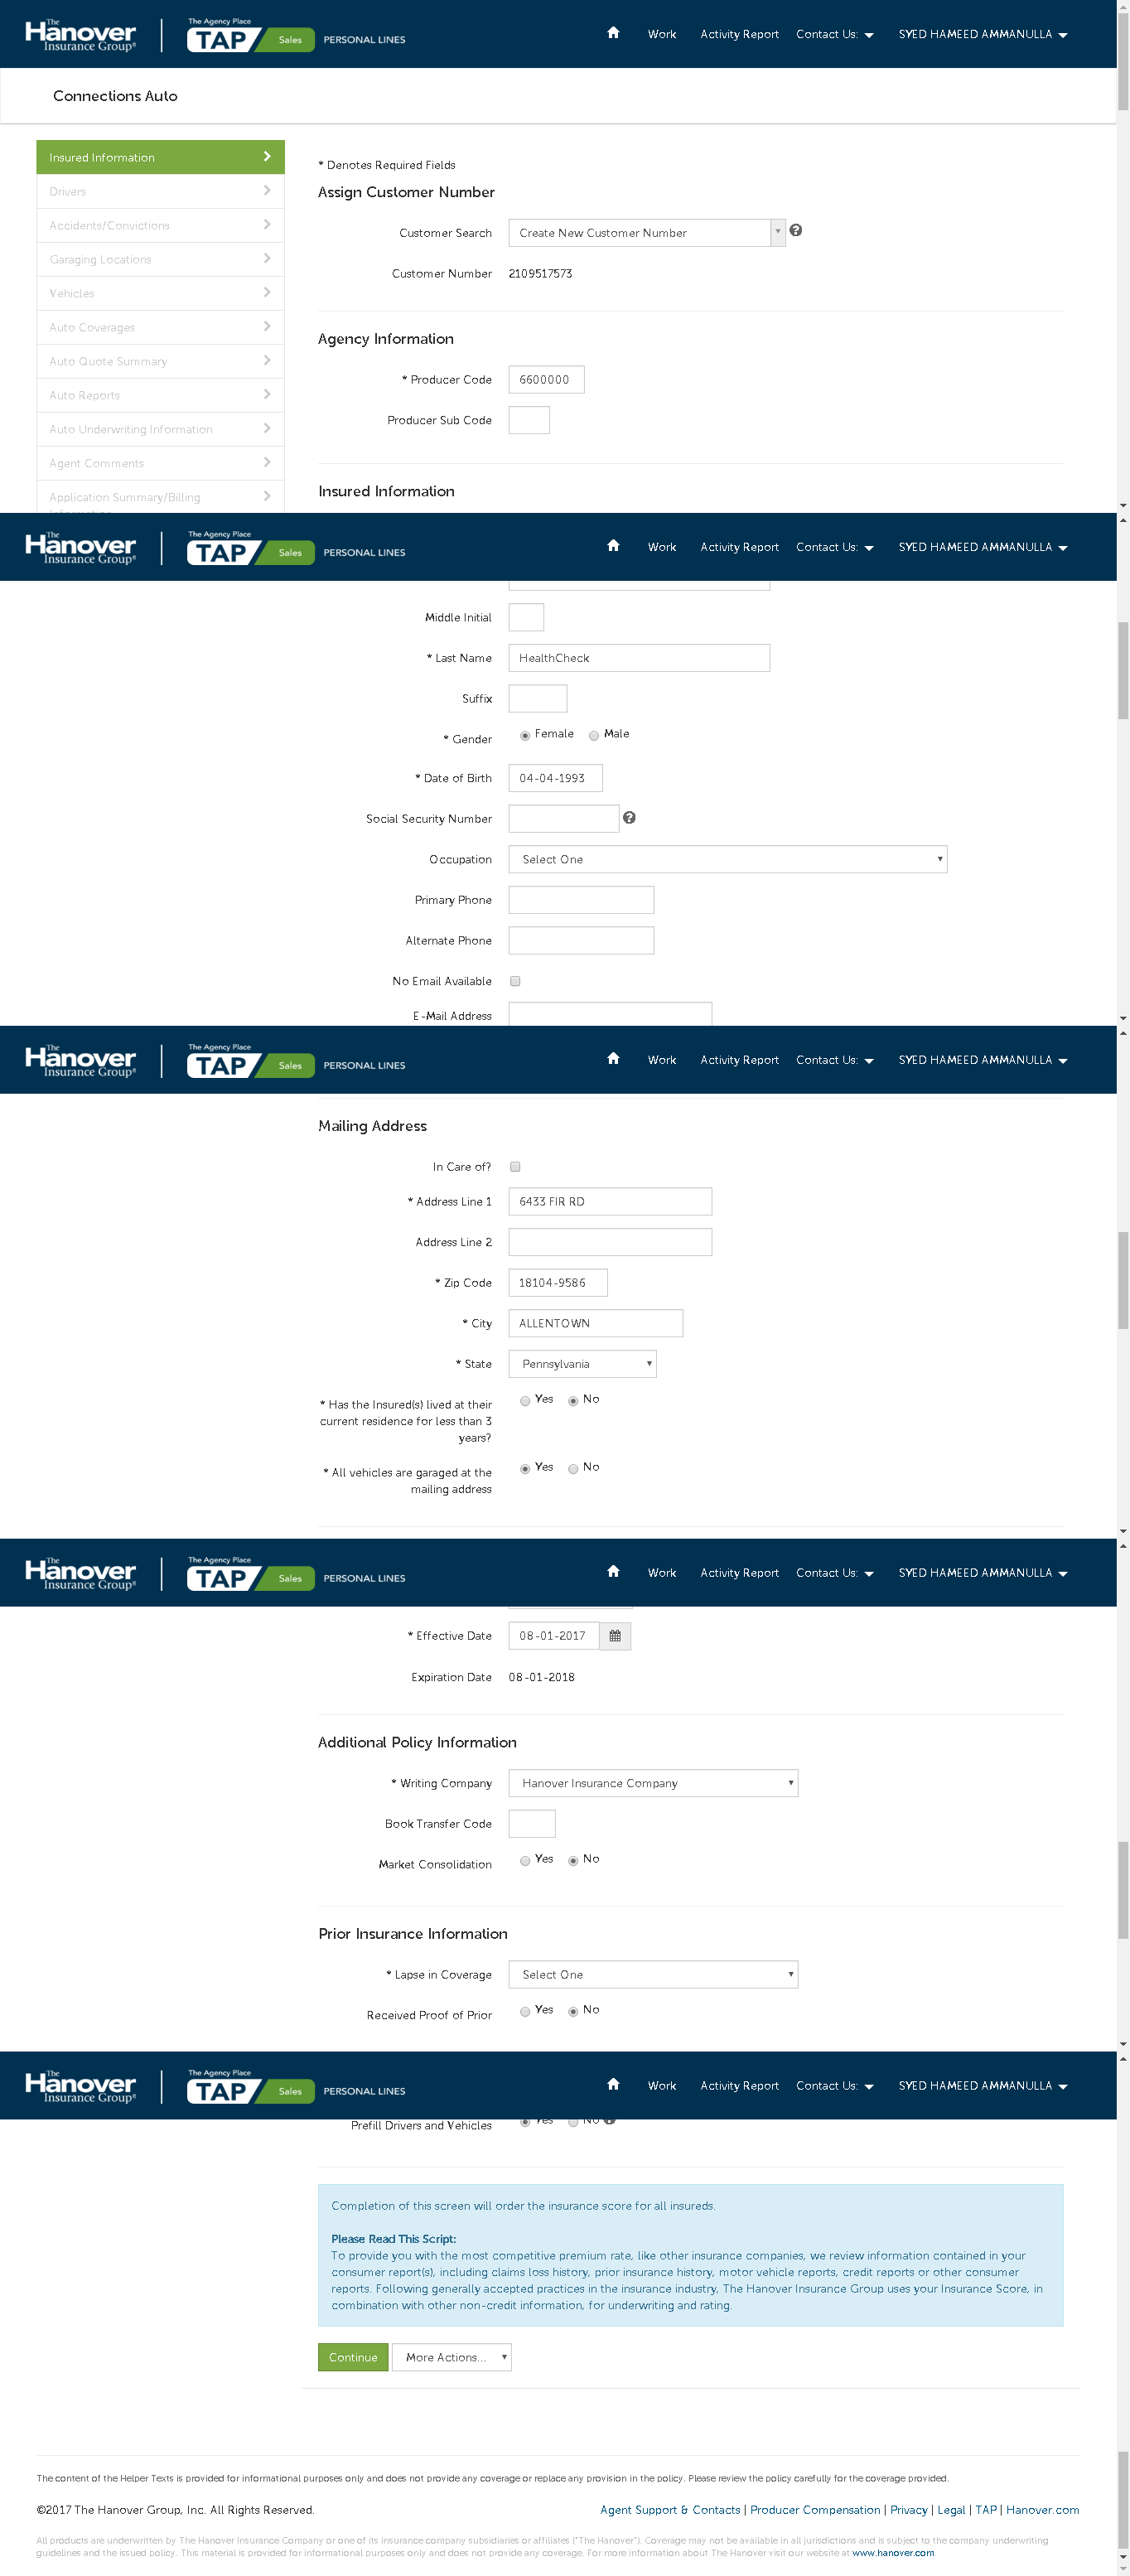 The Hanover Insurance Group®
The Agency Place
TAP Sales PERSONAL LINES
Work Activity Report Contact Us: SYED HAMEED AMMANULLA
Connections Auto
Insured Information
Drivers
Accidents/Convictions
Garaging Locations
Vehicles
Auto Coverages
Auto Quote Summary
Auto Reports
Auto Underwriting Information
Agent Comments
Application Summary/Billing
* Denotes Required Fields
Assign Customer Number
Customer Search Create New Customer Number
Customer Number 2109517573
Agency Information
* Producer Code 6600000
Producer Sub Code
Insured Information
The Hanover Insurance Group®
The Agency Place
TAP Sales PERSONAL LINES
Work Activity Report Contact Us: SYED HAMEED AMMANULLA
Middle Initial
* Last Name HealthCheck
Suffix
* Gender Female Male
* Date of Birth 04-04-1993
Social Security Number
Occupation Select One
Primary Phone
Alternate Phone
No Email Available
E-Mail Address
The Hanover Insurance Group®
The Agency Place
TAP Sales PERSONAL LINES
Work Activity Report Contact Us: SYED HAMEED AMMANULLA
Mailing Address
In Care of?
* Address Line 1 6433 FIR RD
Address Line 2
* Zip Code 18104-9586
* City ALLENTOWN
* State Pennsylvania
* Has the Insured(s) lived at their Yes No
current residence for less than 3
years?
* All vehicles are garaged at the Yes No
mailing address
The Hanover Insurance Group®
The Agency Place
TAP Sales PERSONAL LINES
Work Activity Report Contact Us: SYED HAMEED AMMANULLA
* Effective Date 08-01-2017
Expiration Date 08-01-2018
Additional Policy Information
* Writing Company Hanover Insurance Company
Book Transfer Code
Market Consolidation Yes No
Prior Insurance Information
* Lapse in Coverage Select One
Received Proof of Prior Yes No
The Hanover Insurance Group®
The Agency Place
TAP Sales PERSONAL LINES
Work Activity Report Contact Us: SYED HAMEED AMMANULLA
Prefill Drivers and Vehicles Yes No
Completion of this screen will order the insurance score for all insureds.
Please Read This Script:
To provide you with the most competitive premium rate, like other insurance companies, we review information contained in your
consumer report(s), including claims loss history, prior insurance history, motor vehicle reports, credit reports or other consumer
reports. Following generally accepted practices in the insurance industry, The Hanover Insurance Group uses your Insurance Score, in
combination with other non-credit information, for underwriting and rating.
Continue More Actions...
The content of the Helper Texts is provided for informational purposes only and does not provide any coverage or replace any provision in the policy. Please review the policy carefully for the coverage provided.
©2017 The Hanover Group, Inc. All Rights Reserved. Agent Support & Contacts | Producer Compensation | Privacy | Legal | TAP | Hanover.com
All products are underwritten by The Hanover Insurance Company or one of its insurance company subsidiaries or affiliates ("The Hanover"). Coverage may not be available in all jurisdictions and is subject to the company underwriting
guidelines and the issued policy. This material is provided for informational purposes only and does not provide any coverage. For more information about The Hanover visit our website at www.hanover.com.